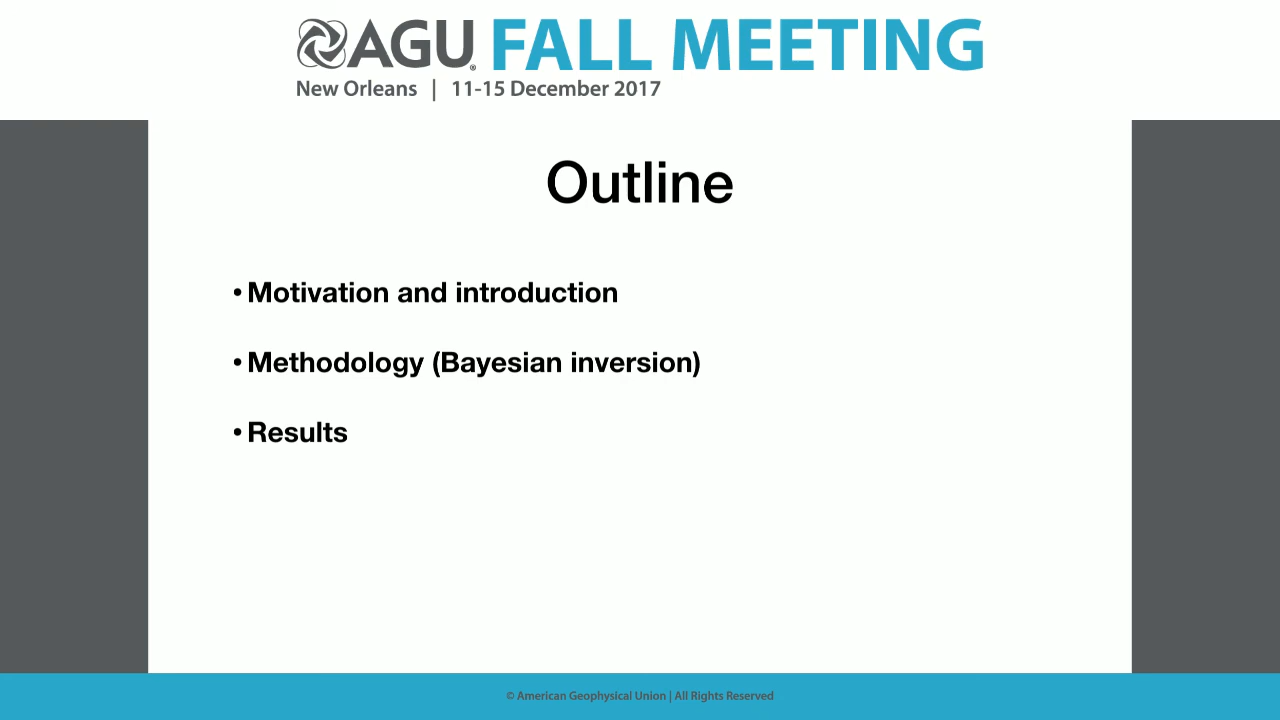 AGU FALL MEETING
New Orleans | 11-15 December 2017
Outline
• Motivation and introduction
• Methodology (Bayesian inversion)
• Results
© American Geophysical Union | All Rights Reserved